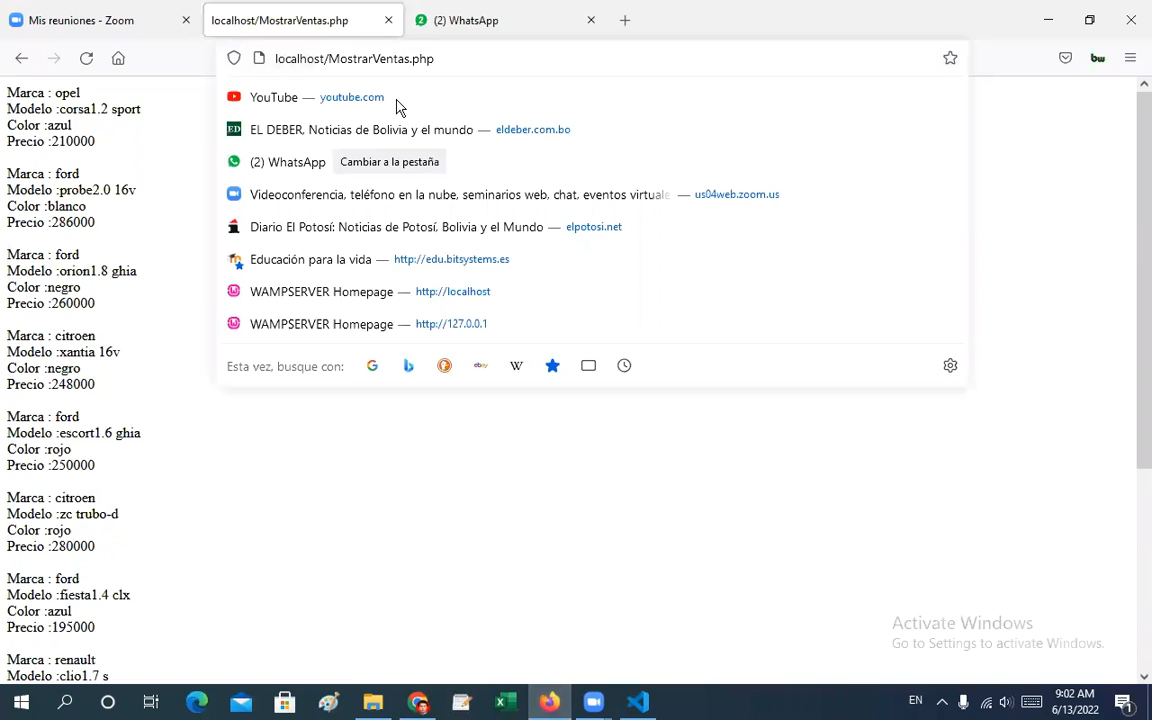 Mis reuniones - Zoom
localhost/MostrarVentas.php
(2) WhatsApp
localhost/MostrarVentas.php
bw
YouTube — youtube.com
EL DEBER, Noticias de Bolivia y el mundo — eldeber.com.bo
(2) WhatsApp Cambiar a la pestaña
Videoconferencia, teléfono en la nube, seminarios web, chat, eventos virtuale — us04web.zoom.us
Diario El Potosí: Noticias de Potosí, Bolivia y el Mundo — elpotosi.net
Educación para la vida — http://edu.bitsystems.es
WAMPSERVER Homepage — http://localhost
WAMPSERVER Homepage — http://127.0.0.1
Esta vez, busque con:
Marca : opel
Modelo :corsa1.2 sport
Color :azul
Precio :210000
Marca : ford
Modelo :probe2.0 16v
Color :blanco
Precio :286000
Marca : ford
Modelo :orion1.8 ghia
Color :negro
Precio :260000
Marca : citroen
Modelo :xantia 16v
Color :negro
Precio :248000
Marca : ford
Modelo :escort1.6 ghia
Color :rojo
Precio :250000
Marca : citroen
Modelo :zc trubo-d
Color :rojo
Precio :280000
Marca : ford
Modelo :fiesta1.4 clx
Color :azul
Precio :195000
Marca : renault
Modelo :clio1.7 s
Activate Windows
Go to Settings to activate Windows.
EN
9:02 AM
6/13/2022